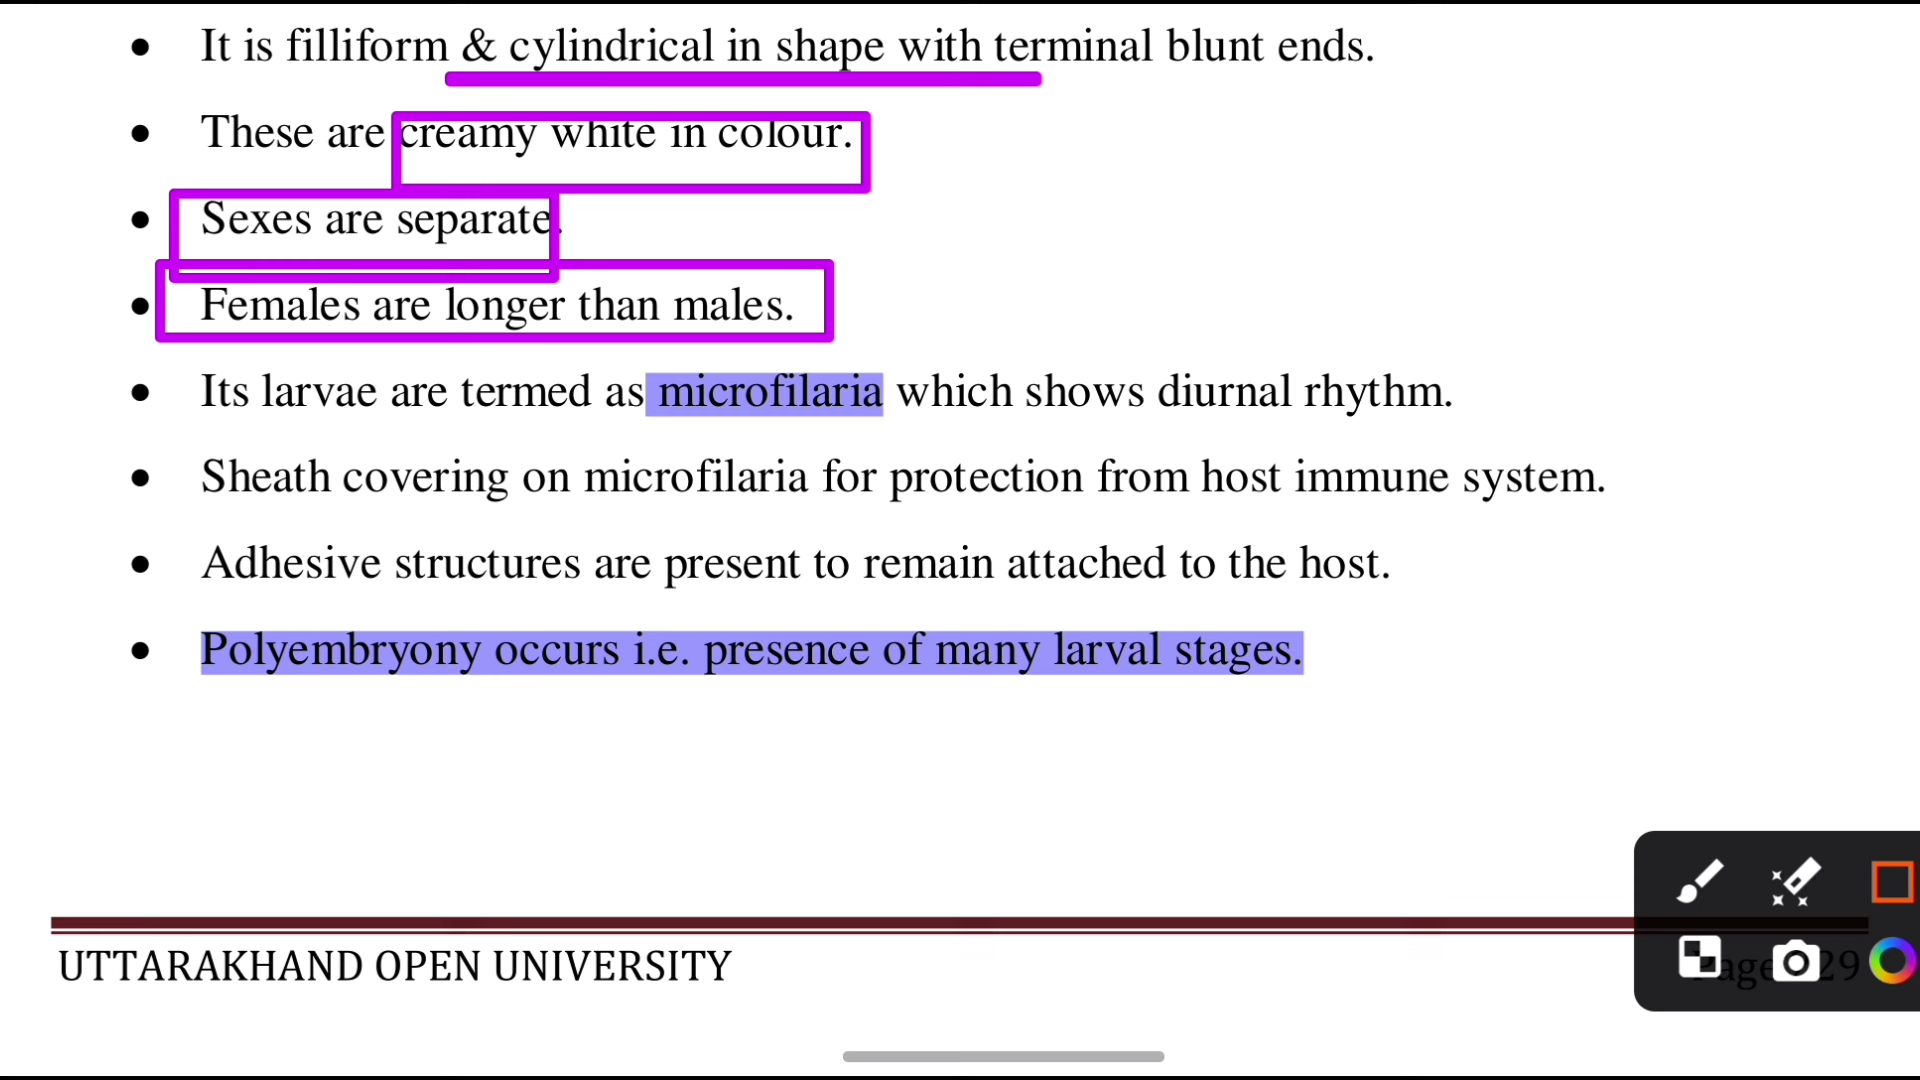 • It is filliform & cylindrical in shape with terminal blunt ends.
• These are creamy white in colour.
• Sexes are separate.
• Females are longer than males.
• Its larvae are termed as microfilaria which shows diurnal rhythm.
• Sheath covering on microfilaria for protection from host immune system.
• Adhesive structures are present to remain attached to the host.
• Polyembryony occurs i.e. presence of many larval stages.
UTTARAKHAND OPEN UNIVERSITY
Page